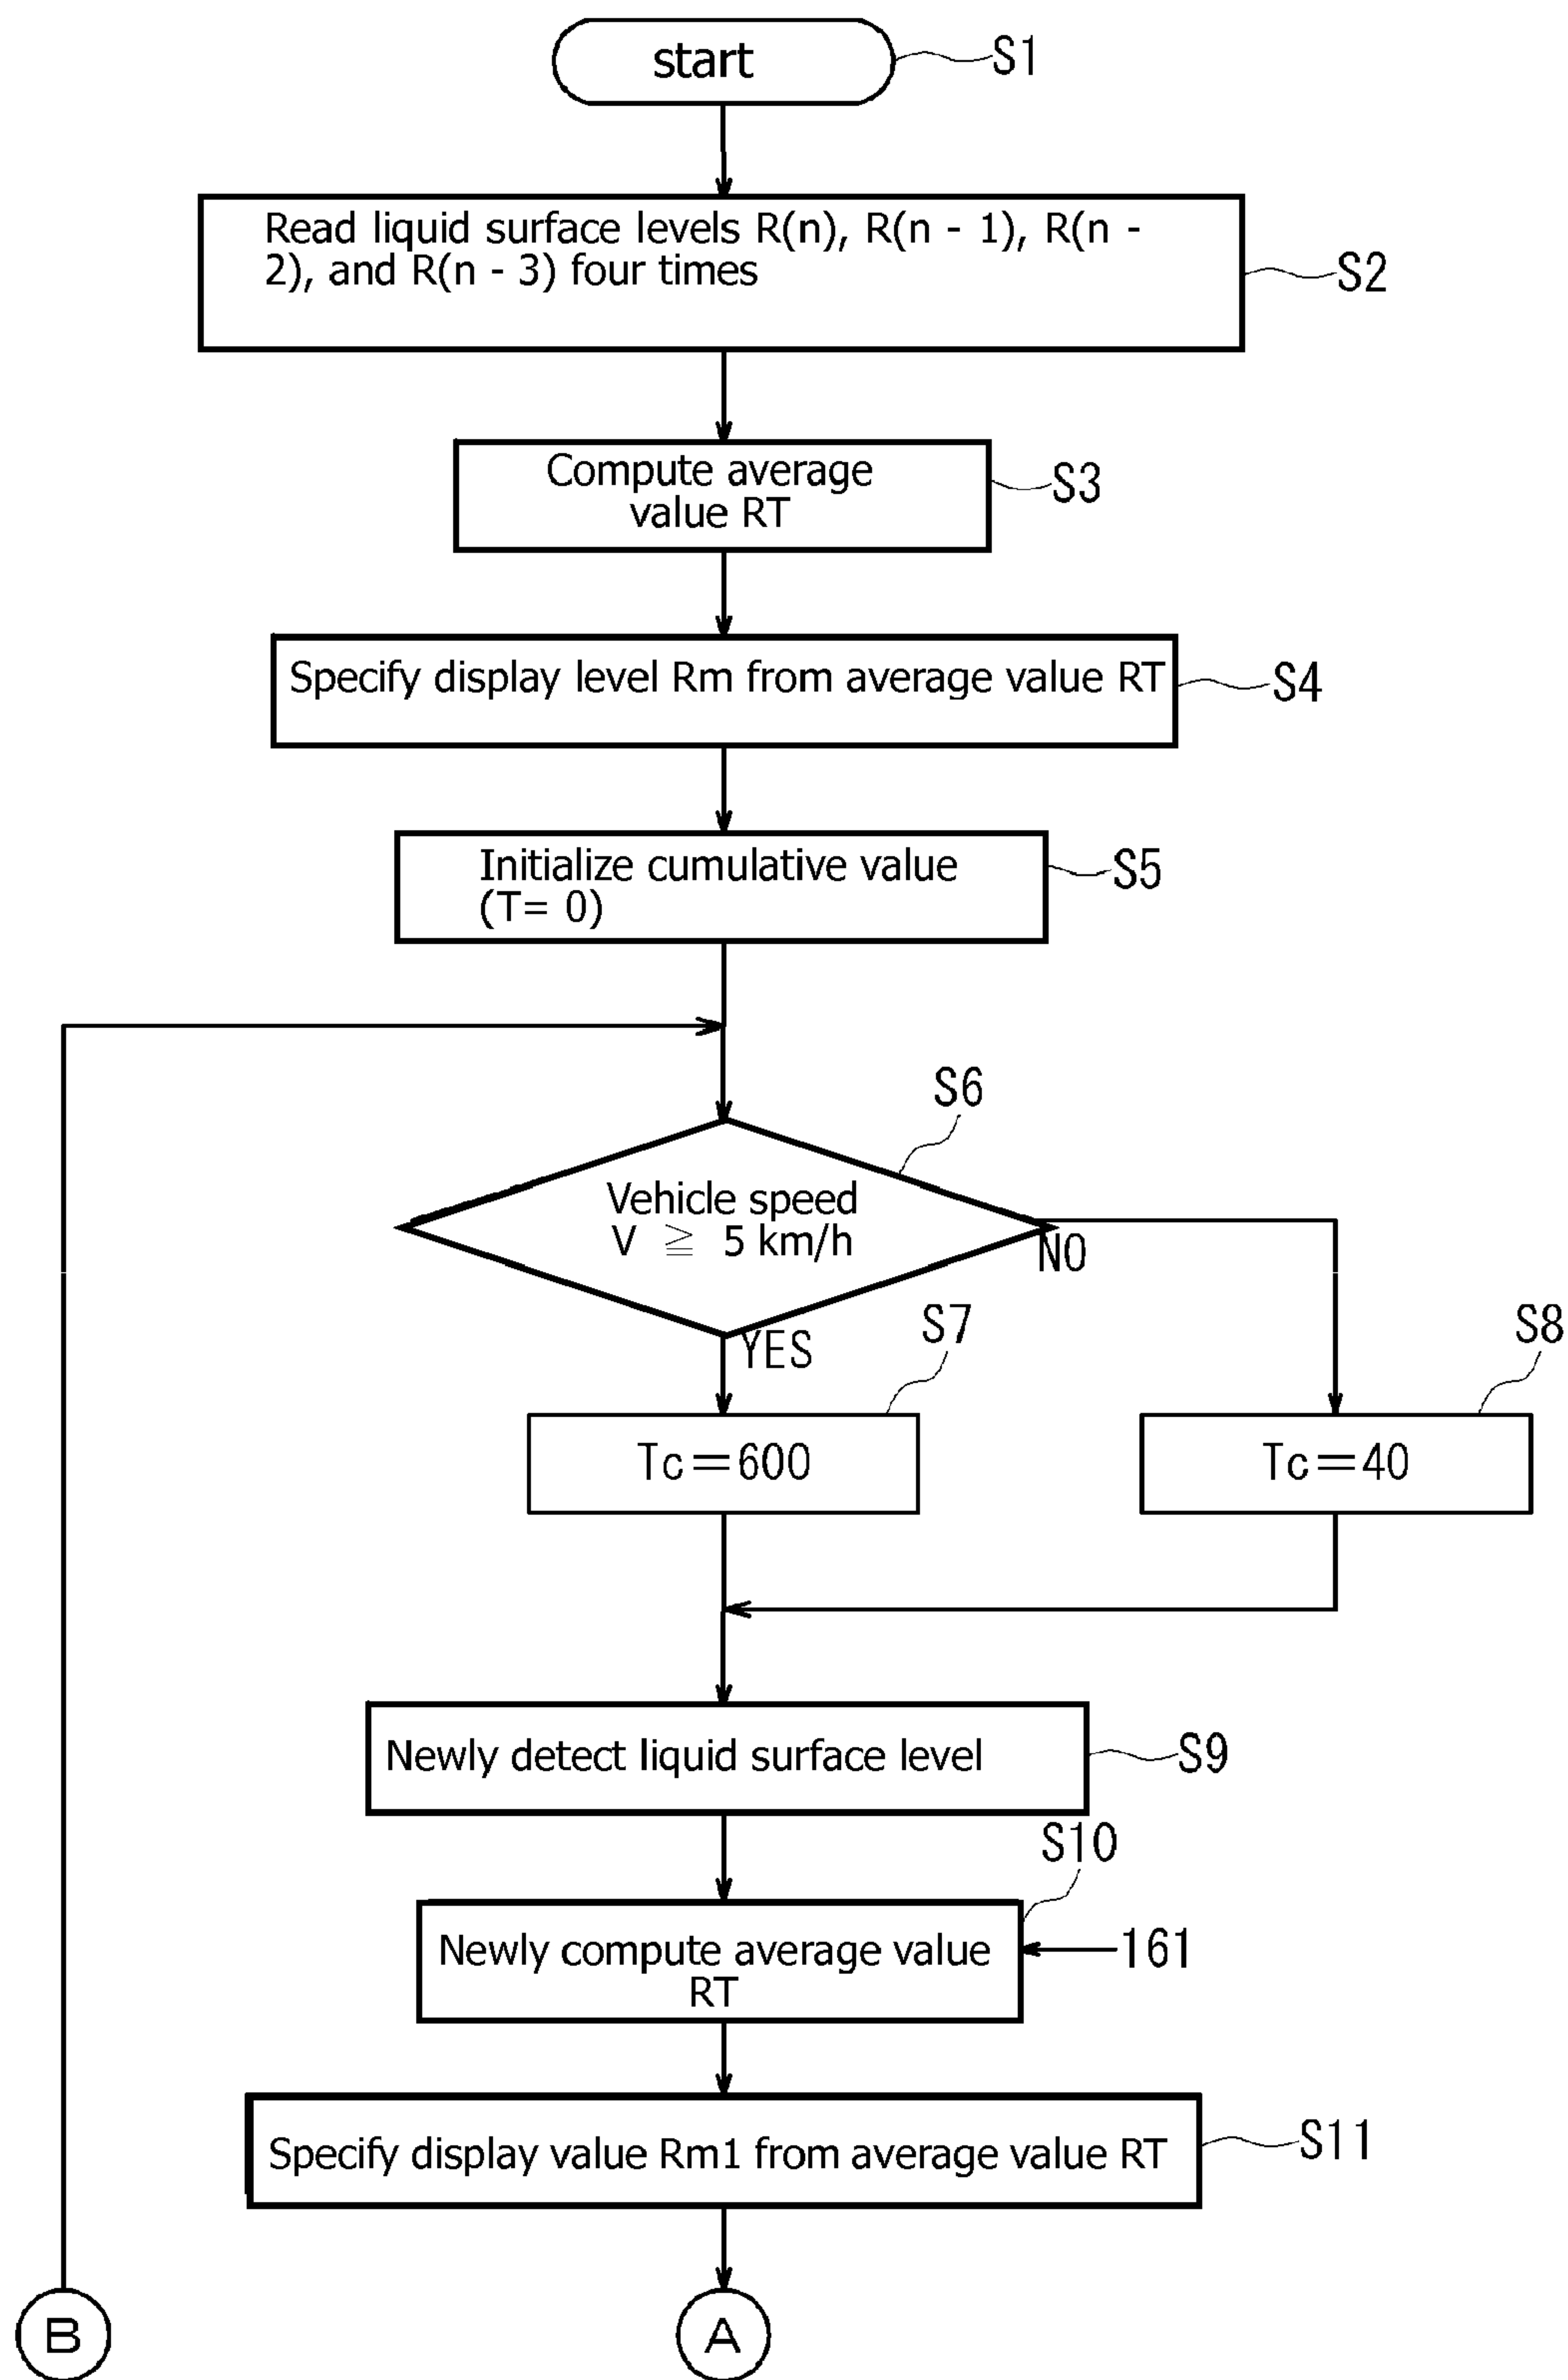 start
S1
Read liquid surface levels R(n), R(n - 1), R(n -
2), and R(n - 3) four times
S2
Compute average
value RT
S3
Specify display level Rm from average value RT
S4
Initialize cumulative value
(T= 0)
S5
S6
Vehicle speed
V ≧ 5 km/h
NO
YES
S7
S8
Tc=600
Tc=40
Newly detect liquid surface level
S9
S10
Newly compute average value
RT
161
Specify display value Rm1 from average value RT
S11
B
A